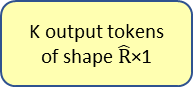 K output tokens
of shape R̂×1